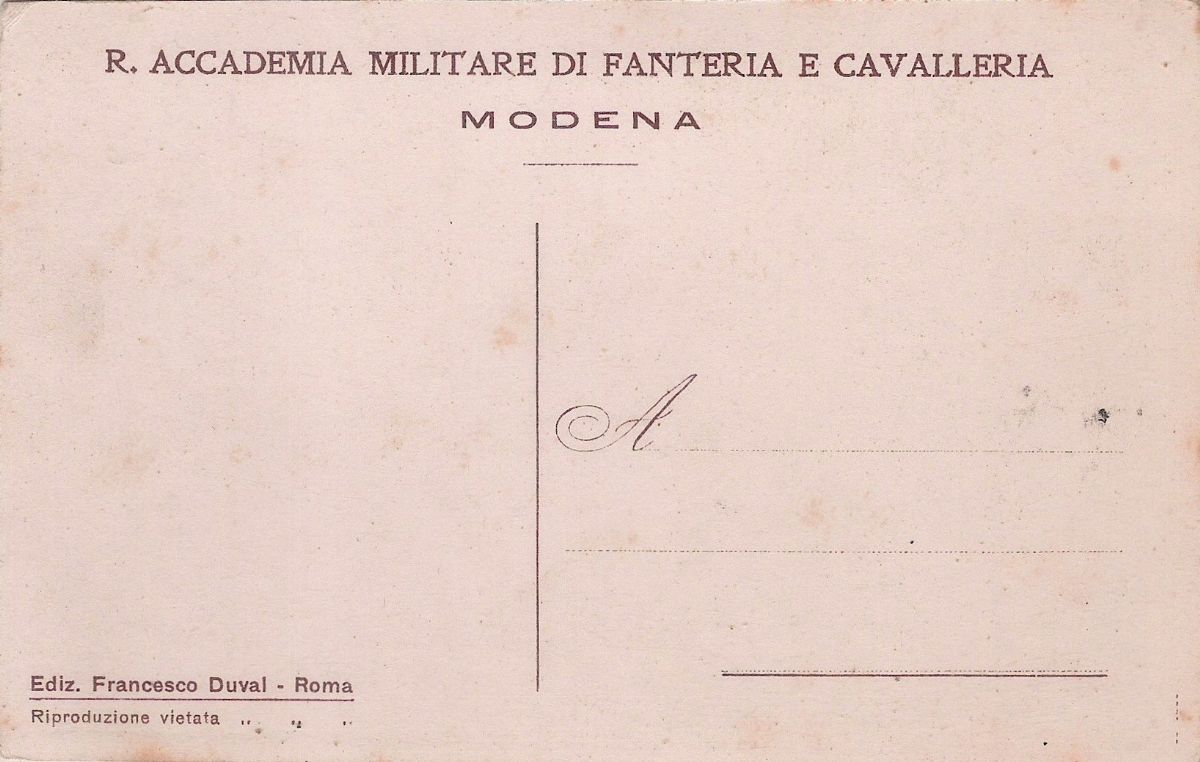 R. ACCADEMIA MILITARE DI FANTERIA E CAVALLERIA
MODENA
A
Ediz. Francesco Duval - Roma
Riproduzione vietata „ „ „